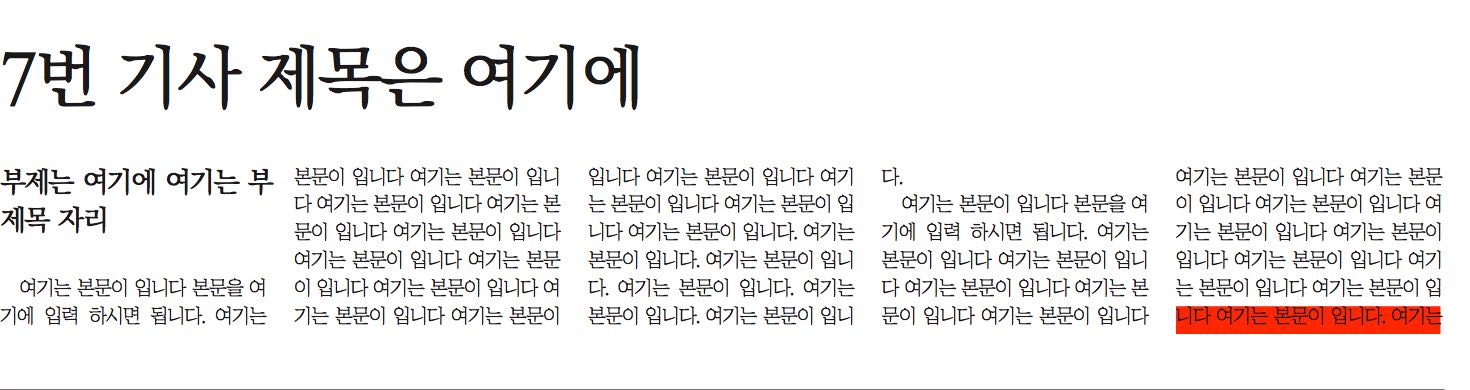 7번 기사 제목은 여기에
부제는 여기에 여기는 부
제목 자리
여기는 본문이 입니다 본문을 여
기에 입력 하시면 됩니다. 여기는
본문이 입니다 여기는 본문이 입니
다 여기는 본문이 입니다 여기는 본
문이 입니다 여기는 본문이 입니다
여기는 본문이 입니다 여기는 본문
이 입니다 여기는 본문이 입니다 여
기는 본문이 입니다 여기는 본문이
입니다 여기는 본문이 입니다 여기
는 본문이 입니다 여기는 본문이 입
니다 여기는 본문이 입니다. 여기는
본문이 입니다. 여기는 본문이 입니
다. 여기는 본문이 입니다. 여기는
본문이 입니다. 여기는 본문이 입니
다.
여기는 본문이 입니다 본문을 여
기에 입력 하시면 됩니다. 여기는
본문이 입니다 여기는 본문이 입니
다 여기는 본문이 입니다 여기는 본
문이 입니다 여기는 본문이 입니다
여기는 본문이 입니다 여기는 본문
이 입니다 여기는 본문이 입니다 여
기는 본문이 입니다 여기는 본문이
입니다 여기는 본문이 입니다 여기
는 본문이 입니다 여기는 본문이 입
니다 여기는 본문이 입니다. 여기는